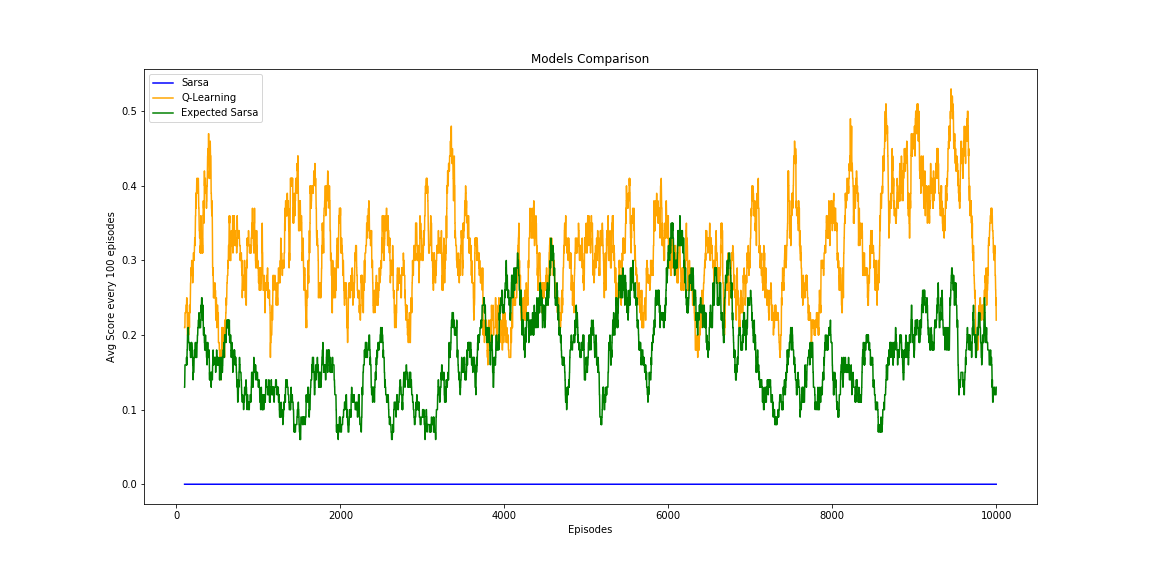 Models Comparison
Sarsa
Q-Learning
Expected Sarsa
Avg Score every 100 episodes
0.5
0.4
0.3
0.2
0.1
0.0
0 2000 4000 6000 8000 10000
Episodes